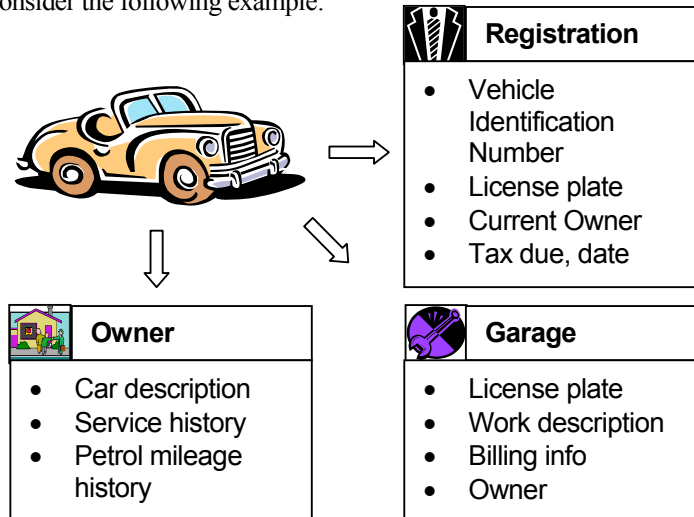 onsider the following example.
Registration
• Vehicle
Identification
Number
• License plate
• Current Owner
• Tax due, date
Owner
• Car description
• Service history
• Petrol mileage
history
Garage
• License plate
• Work description
• Billing info
• Owner